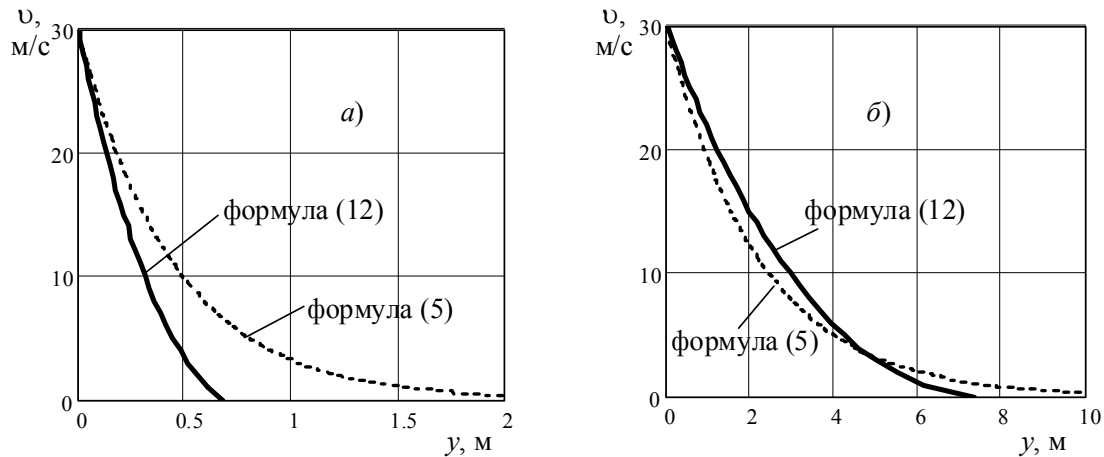 υ,
м/с
30
20
10
0
а)
формула (12)
формула (5)
0
0.5
1
1.5
2
y, м
υ,
м/с
30
20
10
0
б)
формула (12)
формула (5)
0
2
4
6
8
10
y, м